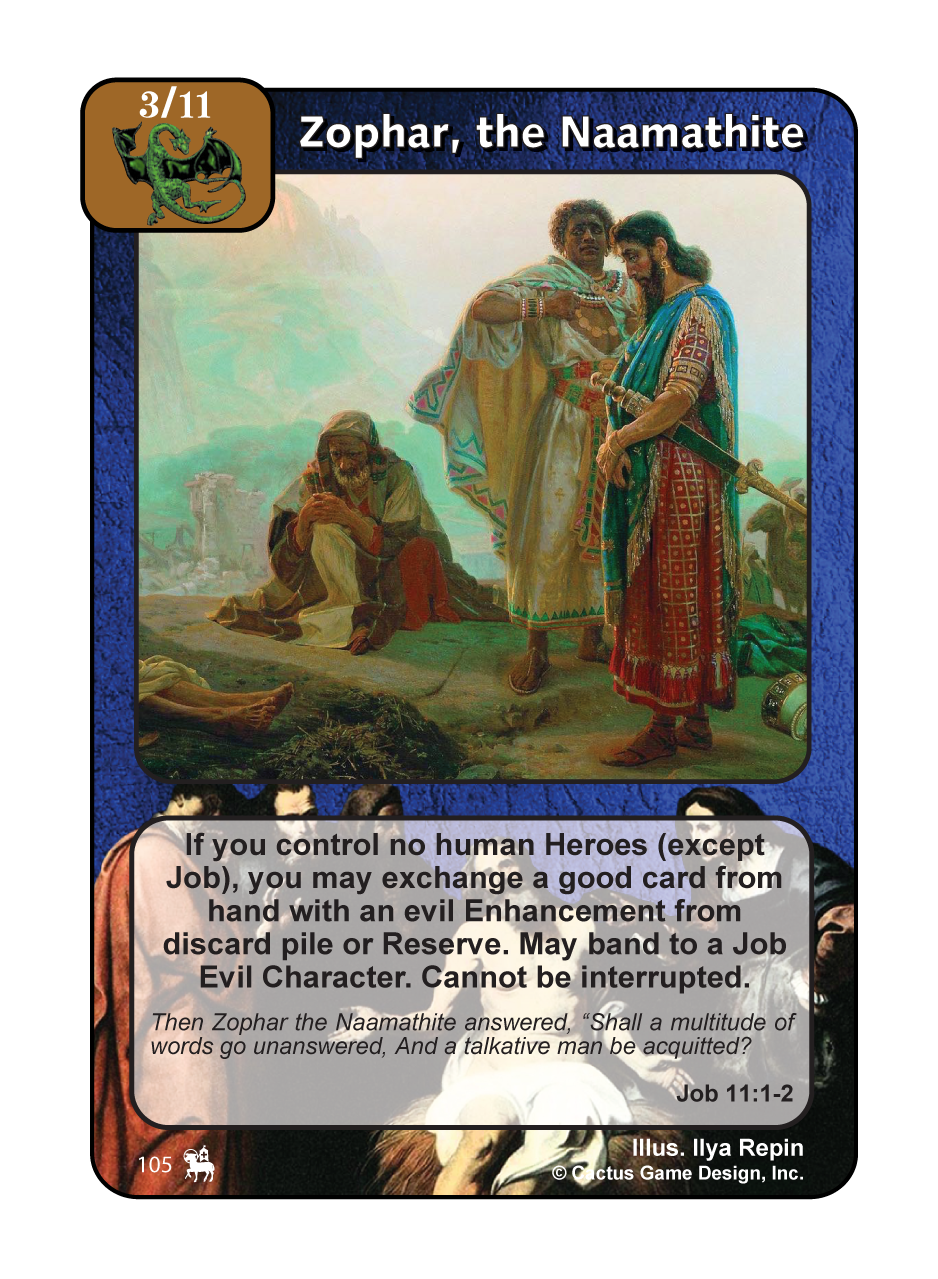 3/11
Zophar, the Naamathite
If you control no human Heroes (except
Job), you may exchange a good card from
hand with an evil Enhancement from
discard pile or Reserve. May band to a Job
Evil Character. Cannot be interrupted.
Then Zophar the Naamathite answered, “Shall a multitude of
words go unanswered, And a talkative man be acquitted?
Job 11:1-2
Illus. Ilya Repin
105
© Cactus Game Design, Inc.